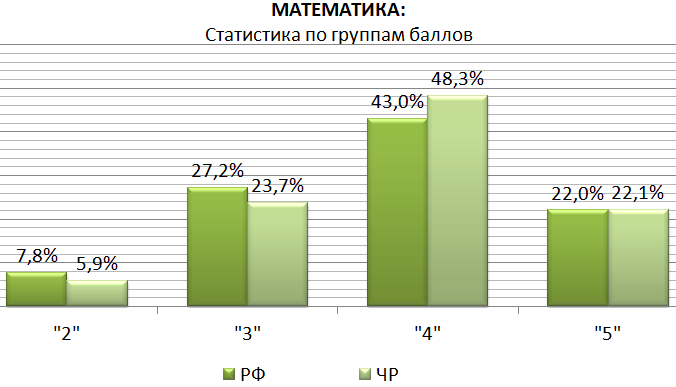 МАТЕМАТИКА:
Статистика по группам баллов
7,8% 5,9% 27,2% 23,7% 43,0% 48,3% 22,0% 22,1%
"2" "3" "4" "5"
РФ ЧР